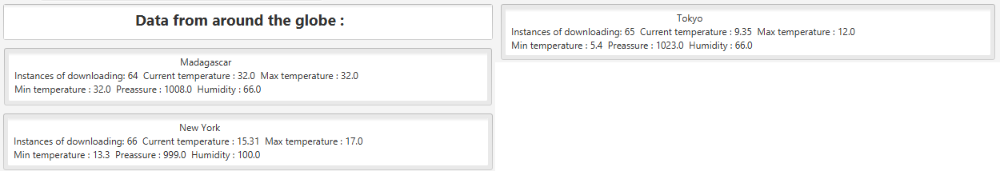 Data from around the globe :
Madagascar
Instances of downloading: 64 Current temperature : 32.0 Max temperature : 32.0
Min temperature : 32.0 Preassure : 1008.0 Humidity : 66.0
New York
Instances of downloading: 66 Current temperature : 15.31 Max temperature : 17.0
Min temperature : 13.3 Preassure : 999.0 Humidity : 100.0
Tokyo
Instances of downloading: 65 Current temperature : 9.35 Max temperature : 12.0
Min temperature : 5.4 Preassure : 1023.0 Humidity : 66.0